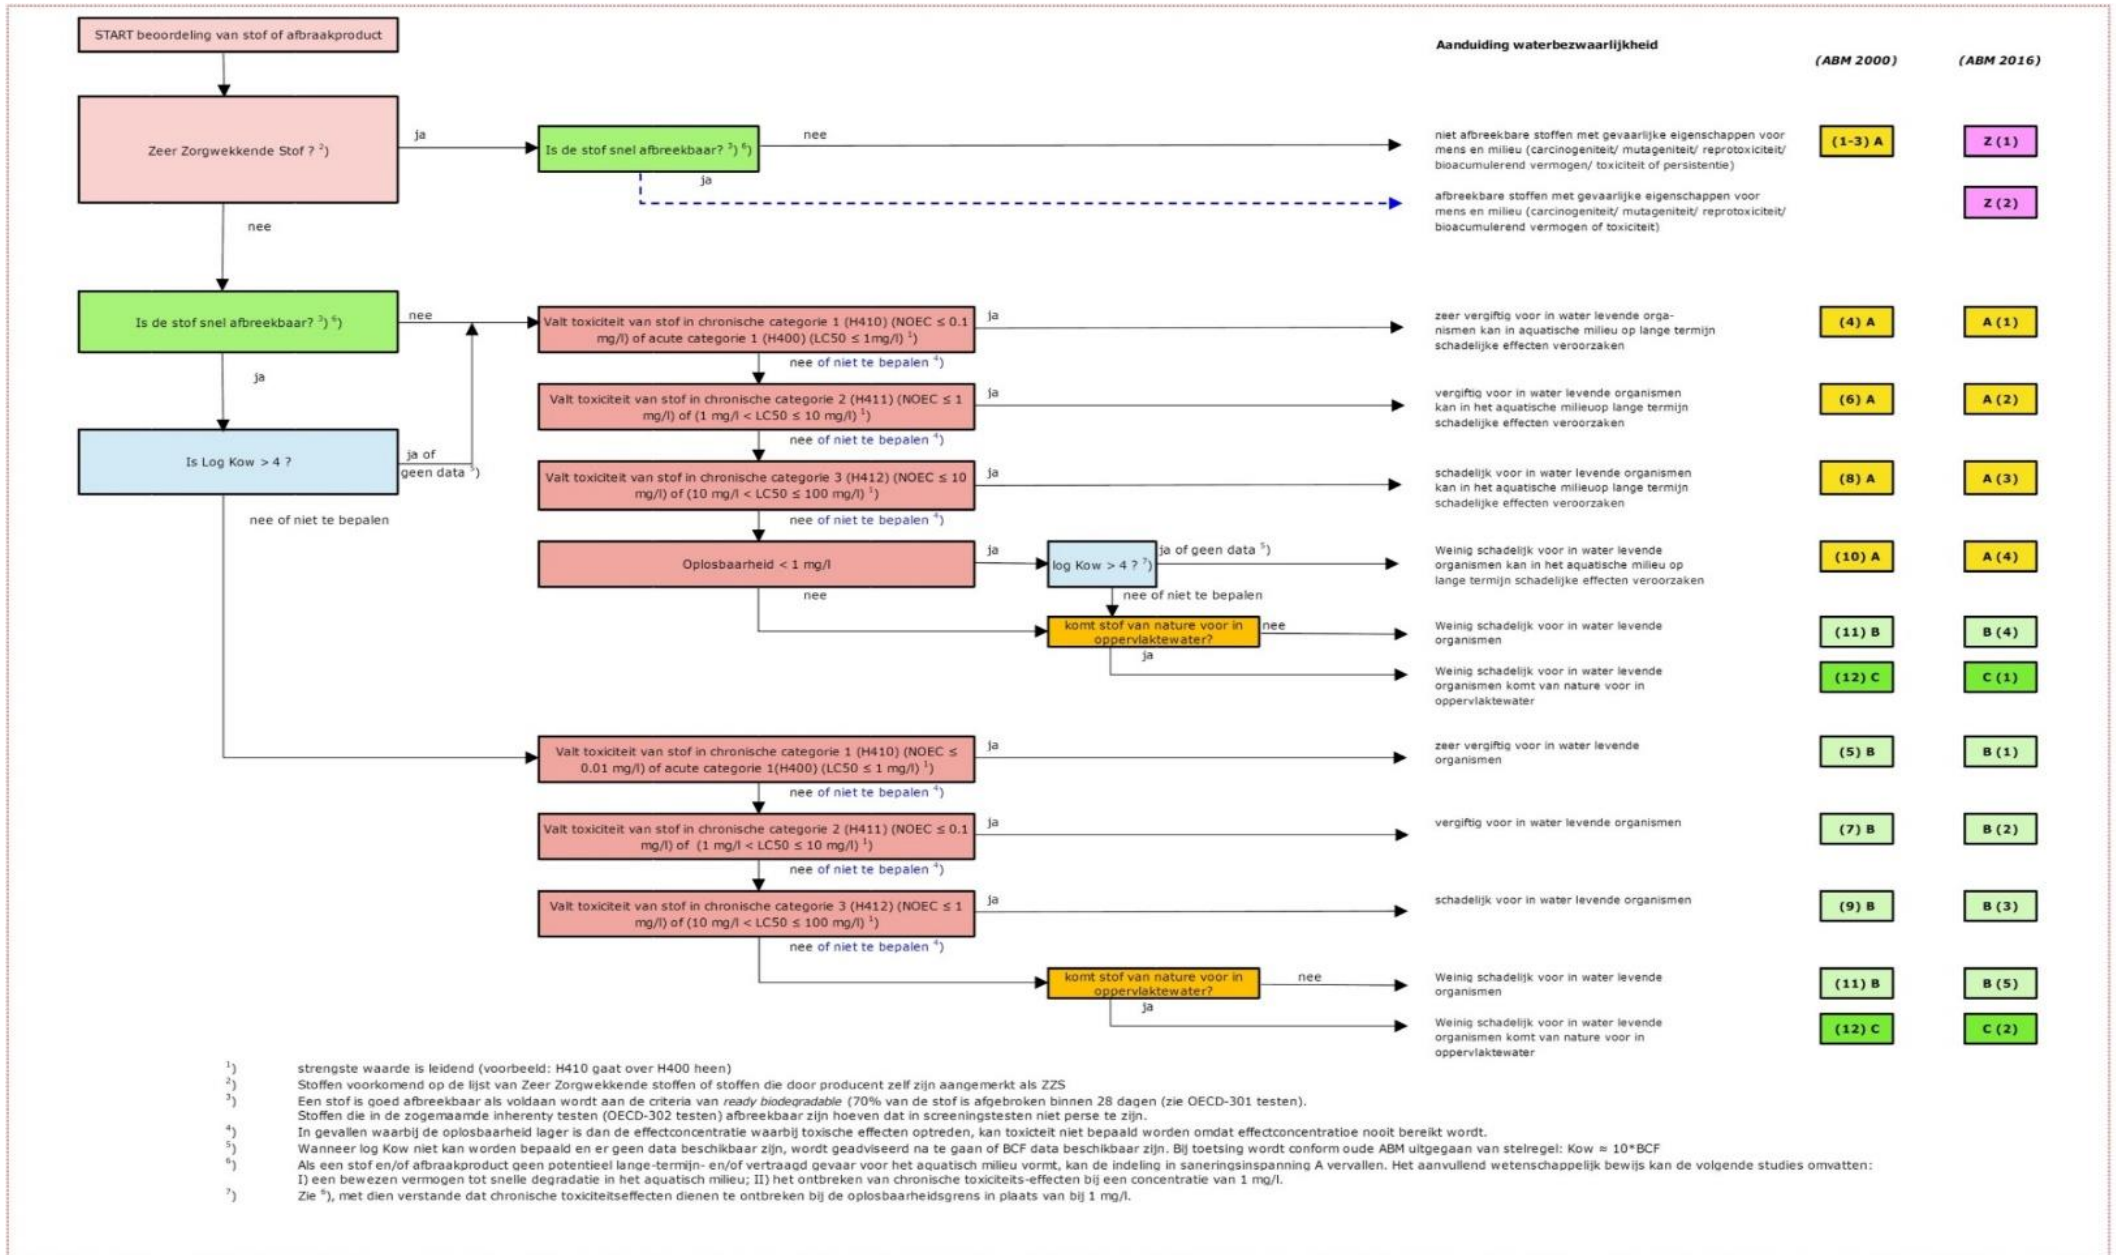 START beoordeling van stof of afbraakproduct
Aanduiding waterbezwaarlijkheid
(ABM 2000)
(ABM 2016)
Zeer Zorgwekkende Stof ? 2)
ja
Is de stof snel afbreekbaar? 3) 6)
nee
niet afbreekbare stoffen met gevaarlijke eigenschappen voor
mens en milieu (carcinogeniteit/ mutageniteit/ reprotoxiciteit/
bioacumulerend vermogen/ toxiciteit of persistentie)
(1-3) A
Z (1)
ja
afbreekbare stoffen met gevaarlijke eigenschappen voor
mens en milieu (carcinogeniteit/ mutageniteit/ reprotoxiciteit/
bioacumulerend vermogen of toxiciteit)
Z (2)
nee
Is de stof snel afbreekbaar? 3) 6)
nee
Valt toxiciteit van stof in chronische categorie 1 (H410) (NOEC ≤ 0.1
mg/l) of acute categorie 1 (H400) (LC50 ≤ 1mg/l) 1)
ja
zeer vergiftig voor in water levende orga-
nismen kan in aquatische milieu op lange termijn
schadelijke effecten veroorzaken
(4) A
A (1)
nee of niet te bepalen 4)
ja
Valt toxiciteit van stof in chronische categorie 2 (H411) (NOEC ≤ 1
mg/l) of (1 mg/l < LC50 ≤ 10 mg/l) 1)
ja
vergiftig voor in water levende organismen
kan in het aquatische milieuop lange termijn
schadelijke effecten veroorzaken
(6) A
A (2)
nee of niet te bepalen 4)
Is Log Kow > 4 ?
ja of
geen data 5)
Valt toxiciteit van stof in chronische categorie 3 (H412) (NOEC ≤ 10
mg/l) of (10 mg/l < LC50 ≤ 100 mg/l) 1)
ja
schadelijk voor in water levende organismen
kan in het aquatische milieuop lange termijn
schadelijke effecten veroorzaken
(8) A
A (3)
nee of niet te bepalen
nee of niet te bepalen 4)
Oplosbaarheid < 1 mg/l
ja
log Kow > 4 ? 7)
ja of geen data 5)
Weinig schadelijk voor in water levende
organismen kan in het aquatische milieu op
lange termijn schadelijke effecten veroorzaken
(10) A
A (4)
nee
nee of niet te bepalen
komt stof van nature voor in
oppervlaktewater?
nee
Weinig schadelijk voor in water levende
organismen
(11) B
B (4)
ja
Weinig schadelijk voor in water levende
organismen komt van nature voor in
oppervlaktewater
(12) C
C (1)
Valt toxiciteit van stof in chronische categorie 1 (H410) (NOEC ≤
0.01 mg/l) of acute categorie 1(H400) (LC50 ≤ 1 mg/l) 1)
ja
zeer vergiftig voor in water levende
organismen
(5) B
B (1)
nee of niet te bepalen 4)
Valt toxiciteit van stof in chronische categorie 2 (H411) (NOEC ≤ 0.1
mg/l) of (1 mg/l < LC50 ≤ 10 mg/l) 1)
ja
vergiftig voor in water levende organismen
(7) B
B (2)
nee of niet te bepalen 4)
Valt toxiciteit van stof in chronische categorie 3 (H412) (NOEC ≤ 1
mg/l) of (10 mg/l < LC50 ≤ 100 mg/l) 1)
ja
schadelijk voor in water levende organismen
(9) B
B (3)
nee of niet te bepalen 4)
komt stof van nature voor in
oppervlaktewater?
nee
Weinig schadelijk voor in water levende
organismen
(11) B
B (5)
ja
Weinig schadelijk voor in water levende
organismen komt van nature voor in
oppervlaktewater
(12) C
C (2)
1) strengste waarde is leidend (voorbeeld: H410 gaat over H400 heen)
2) Stoffen voorkomend op de lijst van Zeer Zorgwekkende stoffen of stoffen die door producent zelf zijn aangemerkt als ZZS
3) Een stof is goed afbreekbaar als voldaan wordt aan de criteria van ready biodegradable (70% van de stof is afgebroken binnen 28 dagen (zie OECD-301 testen).
Stoffen die in de zogemaamde inherenty testen (OECD-302 testen) afbreekbaar zijn hoeven dat in screeningstesten niet perse te zijn.
4) In gevallen waarbij de oplosbaarheid lager is dan de effectconcentratie waarbij toxische effecten optreden, kan toxicteit niet bepaald worden omdat effectconcentratioe nooit bereikt wordt.
5) Wanneer log Kow niet kan worden bepaald en er geen data beschikbaar zijn, wordt geadviseerd na te gaan of BCF data beschikbaar zijn. Bij toetsing wordt conform oude ABM uitgegaan van stelregel: Kow ≈ 10*BCF
6) Als een stof en/of afbraakproduct geen potentieel lange-termijn- en/of vertraagd gevaar voor het aquatisch milieu vormt, kan de indeling in saneringsinspanning A vervallen. Het aanvullend wetenschappelijk bewijs kan de volgende studies omvatten:
I) een bewezen vermogen tot snelle degradatie in het aquatisch milieu; II) het ontbreken van chronische toxiciteits-effecten bij een concentratie van 1 mg/l.
7) Zie 6), met dien verstande dat chronische toxiciteitseffecten dienen te ontbreken bij de oplosbaarheidsgrens in plaats van bij 1 mg/l.